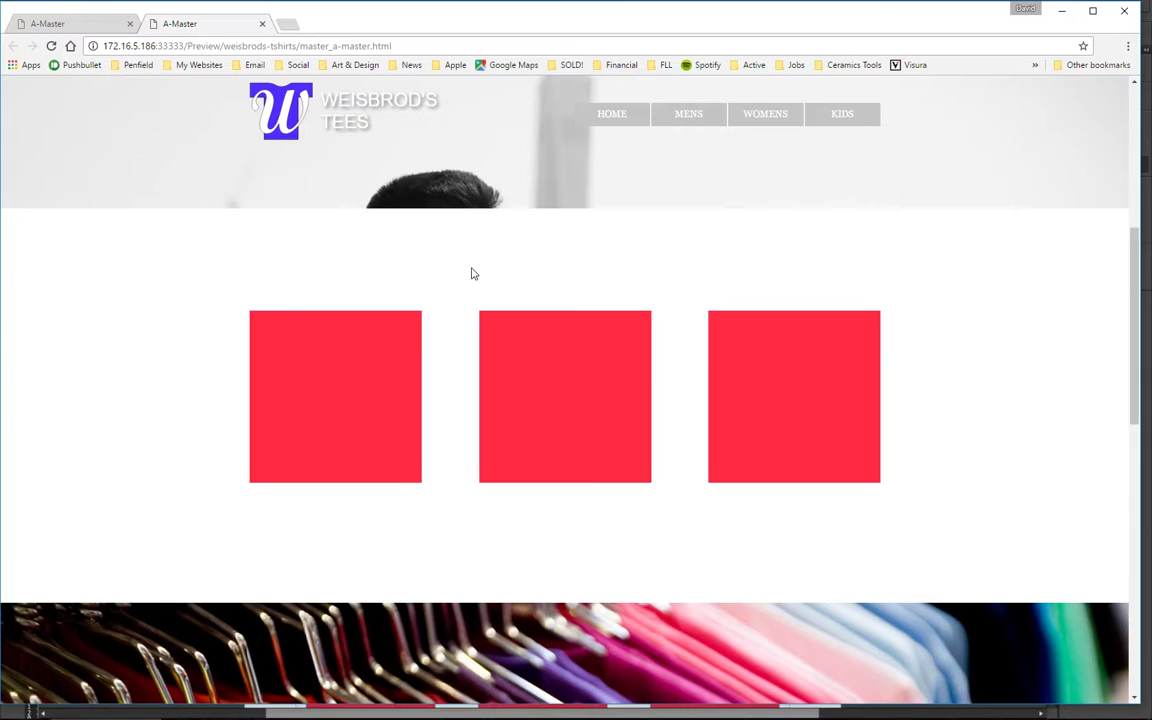 David
A-Master
A-Master
172.16.5.186:33333/Preview/weisbrods-tshirts/master_a-master.html
Apps Pushbullet Penfield My Websites Email Social Art & Design News Apple Google Maps SOLD! Financial FLL Spotify Active Jobs Ceramics Tools V Visura » Other bookmarks
W WEISBROD'S
TEES
HOME MENS WOMENS KIDS